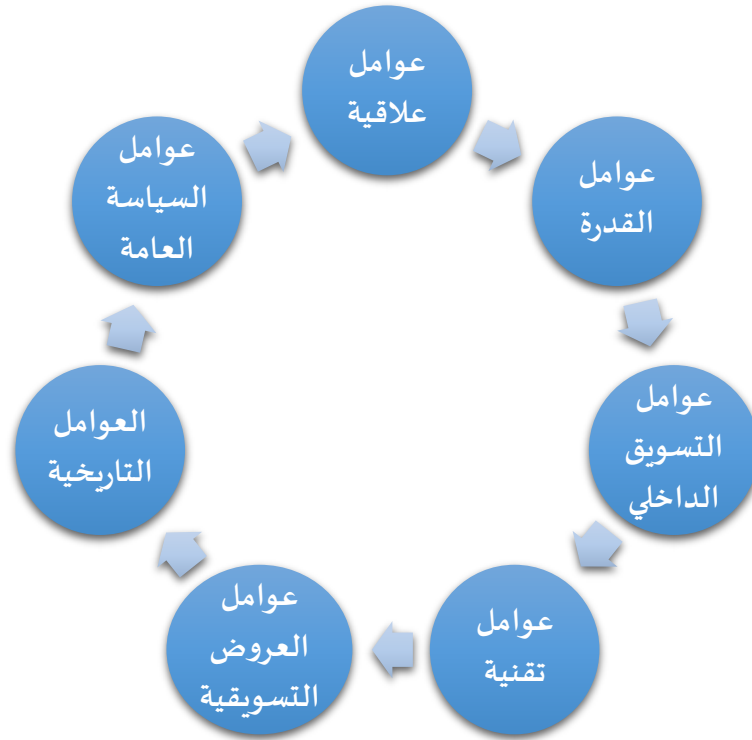 عوامل
علاقية
عوامل
القدرة
عوامل
التسويق
الداخلي
عوامل
تقنية
عوامل
العروض
التسويقية
العوامل
التاريخية
عوامل
السياسة
العامة